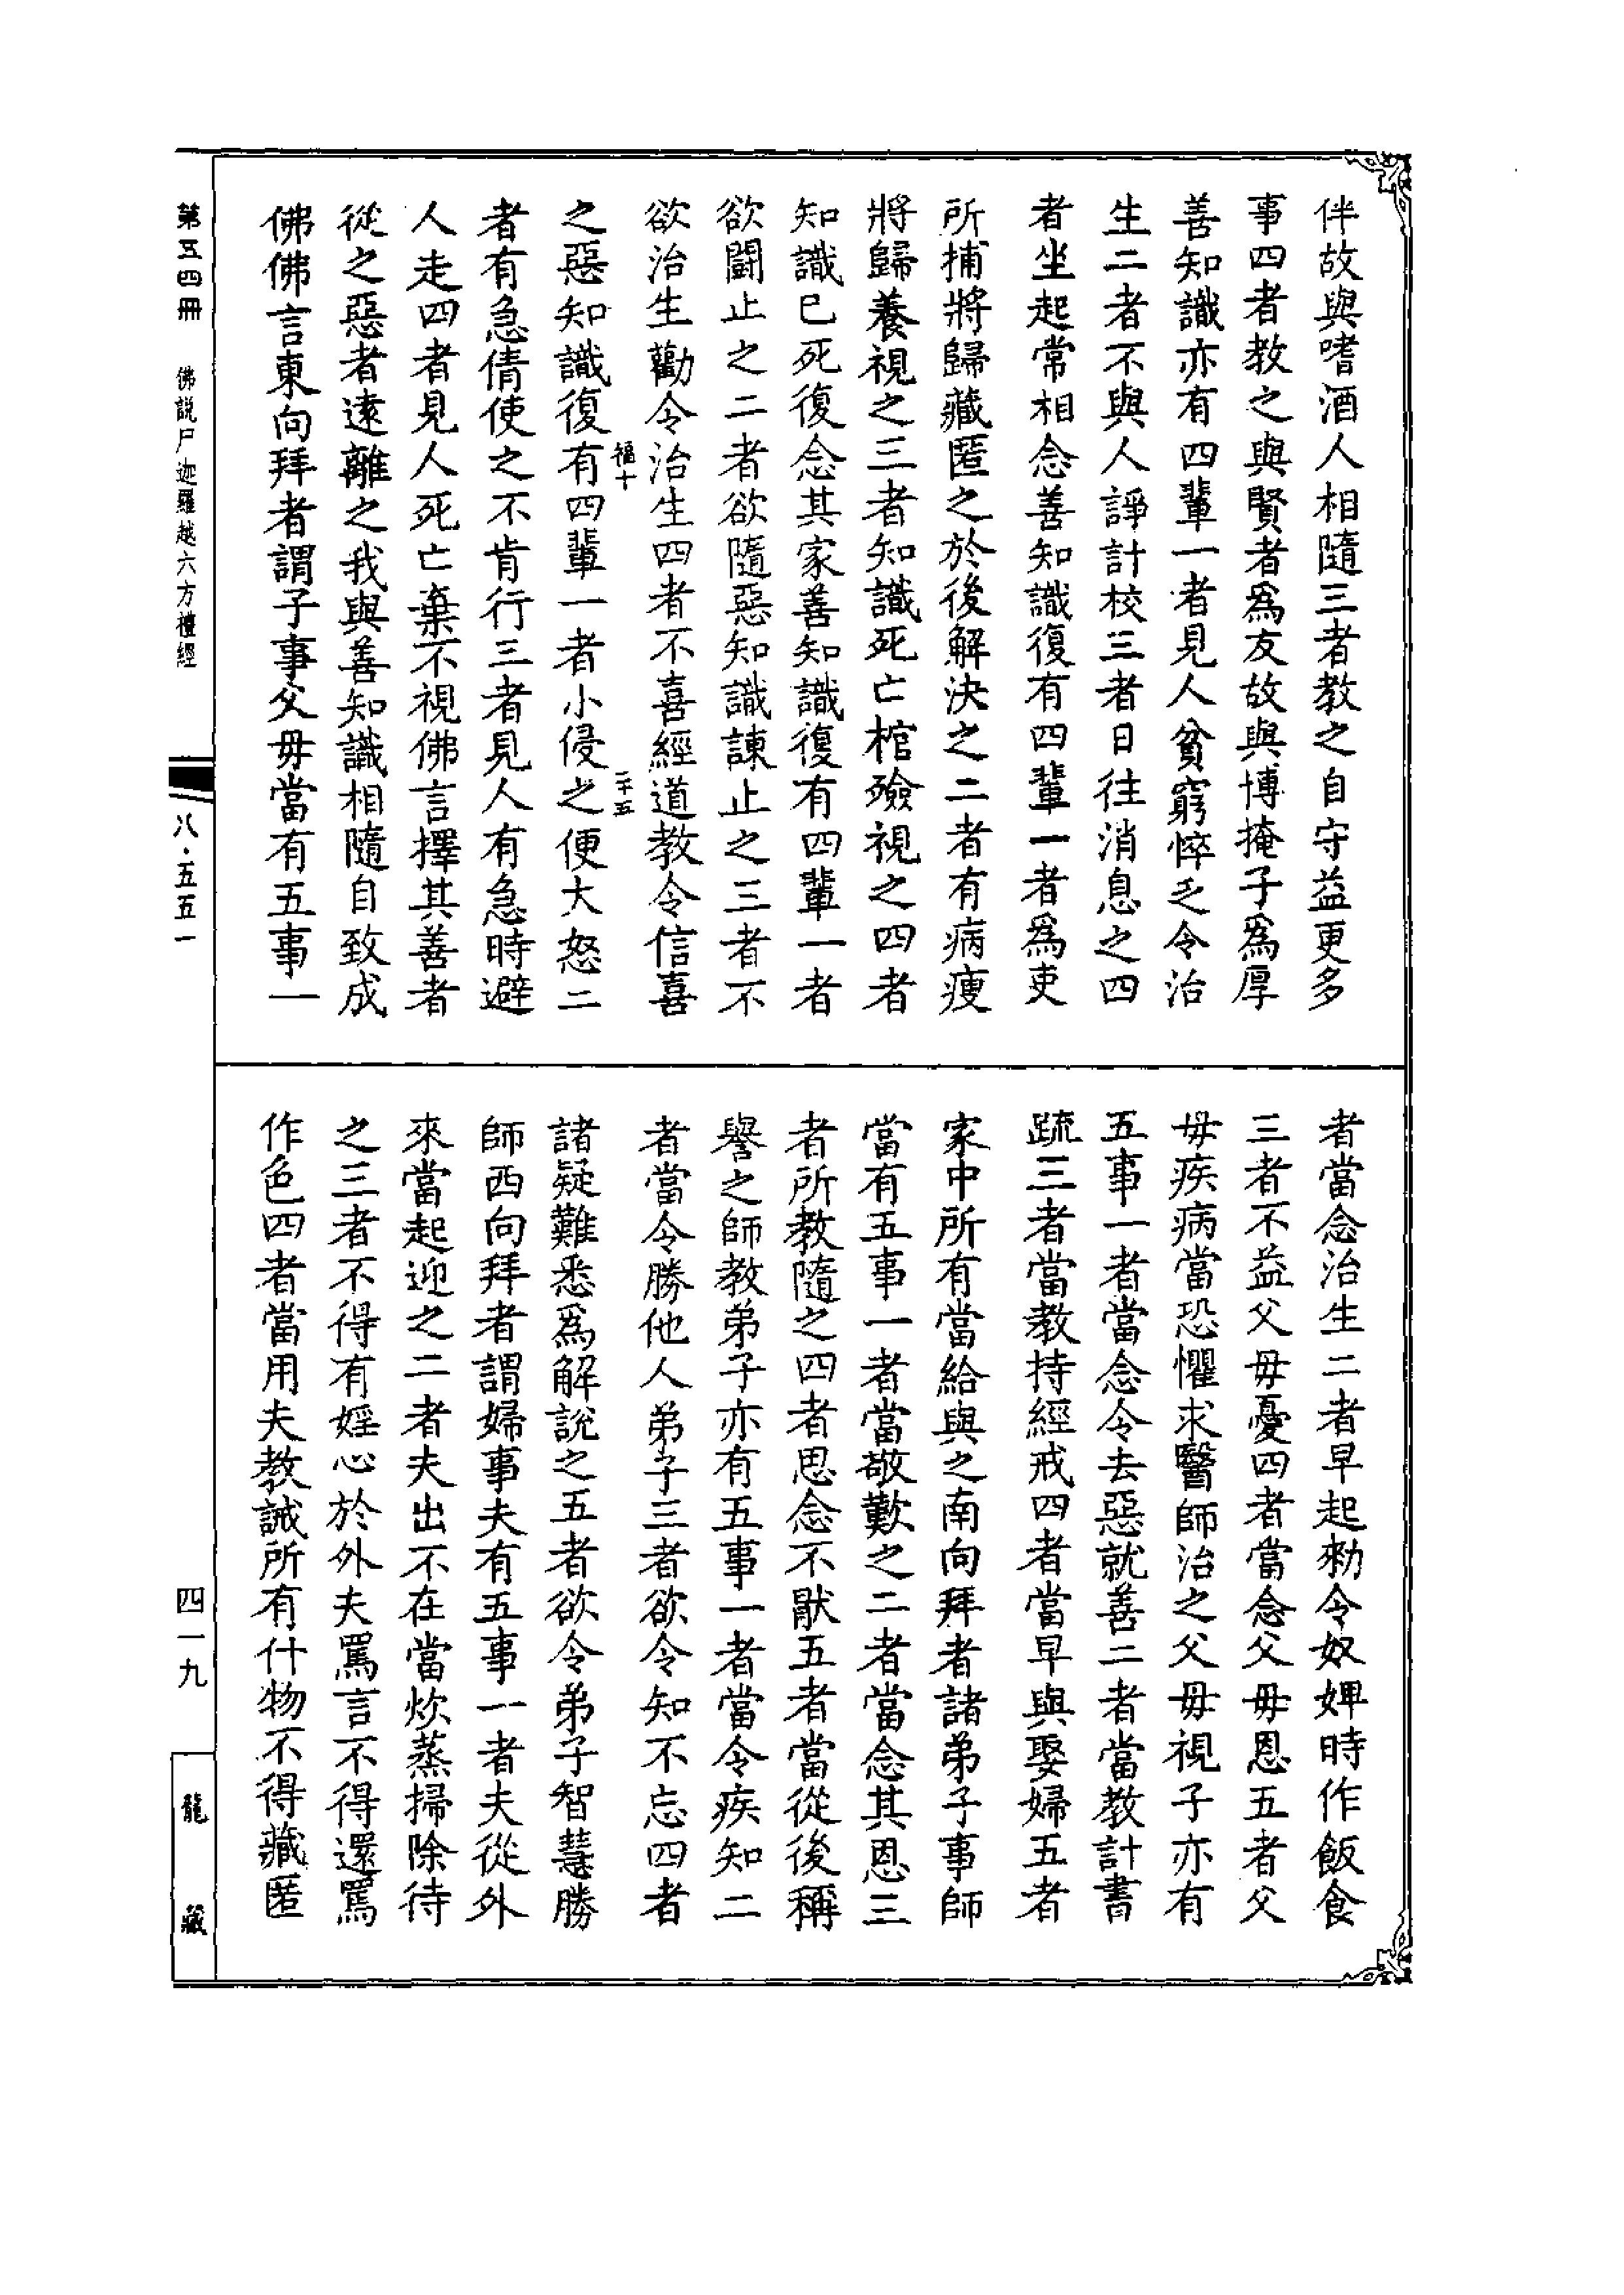 伴故與嗜酒人相隨三者教之自守益更多
事四者教之與賢者為友故與博掩子為厚
善知識亦有四輩一者見人貧窮悴乏令治
生二者不與人諍計校三者日往消息之四
者坐起常相念善知識復有四輩一者為吏
所捕將歸藏匿之於後解決之二者有病瘦
將歸養視之三者知識死亡棺殮視之四者
知識已死復念其家善知識復有四輩一者
欲鬪止之二者欲隨惡知識諫止之三者不
欲治生勸令治生四者不喜經道教令信喜
福十
二十五
之惡知識復有四輩一者小侵之便大怒二
者有急倩使之不肯行三者見人有急時避
人走四者見人死亡棄不視佛言擇其善者
從之惡者遠離之我與善知識相隨自致成
佛佛言東向拜者謂子事父母當有五事一
者當念治生二者早起勑令奴婢時作飯食
三者不益父母憂四者當念父母恩五者父
母疾病當恐懼求醫師治之父母視子亦有
五事一者當念令去惡就善二者當教計書
疏三者當教持經戒四者當早與娶婦五者
家中所有當給與之南向拜者諸弟子事師
當有五事一者當敬歎之二者當念其恩三
者所教隨之四者思念不猒五者當從後稱
譽之師教弟子亦有五事一者當令疾知二
者當令勝他人弟子三者欲令知不忘四者
諸疑難悉為解說之五者欲令弟子智慧勝
師西向拜者謂婦事夫有五事一者夫從外
來當起迎之二者夫出不在當炊蒸掃除待
之三者不得有婬心於外夫罵言不得還罵
作色四者當用夫教誡所有什物不得藏匿
第五四冊 佛說尸迦羅越六方禮經
八·五五一
四一九
龍藏